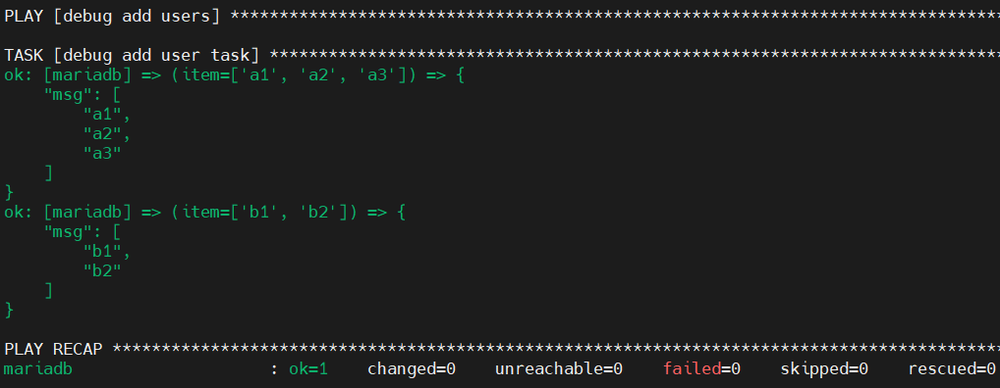 PLAY [debug add users] ******************************************************************************
TASK [debug add user task] **************************************************************************
ok: [mariadb] => (item=['a1', 'a2', 'a3']) => {
    "msg": [
        "a1",
        "a2",
        "a3"
    ]
}
ok: [mariadb] => (item=['b1', 'b2']) => {
    "msg": [
        "b1",
        "b2"
    ]
}
PLAY RECAP ******************************************************************************************
mariadb                    : ok=1    changed=0    unreachable=0    failed=0    skipped=0    rescued=0